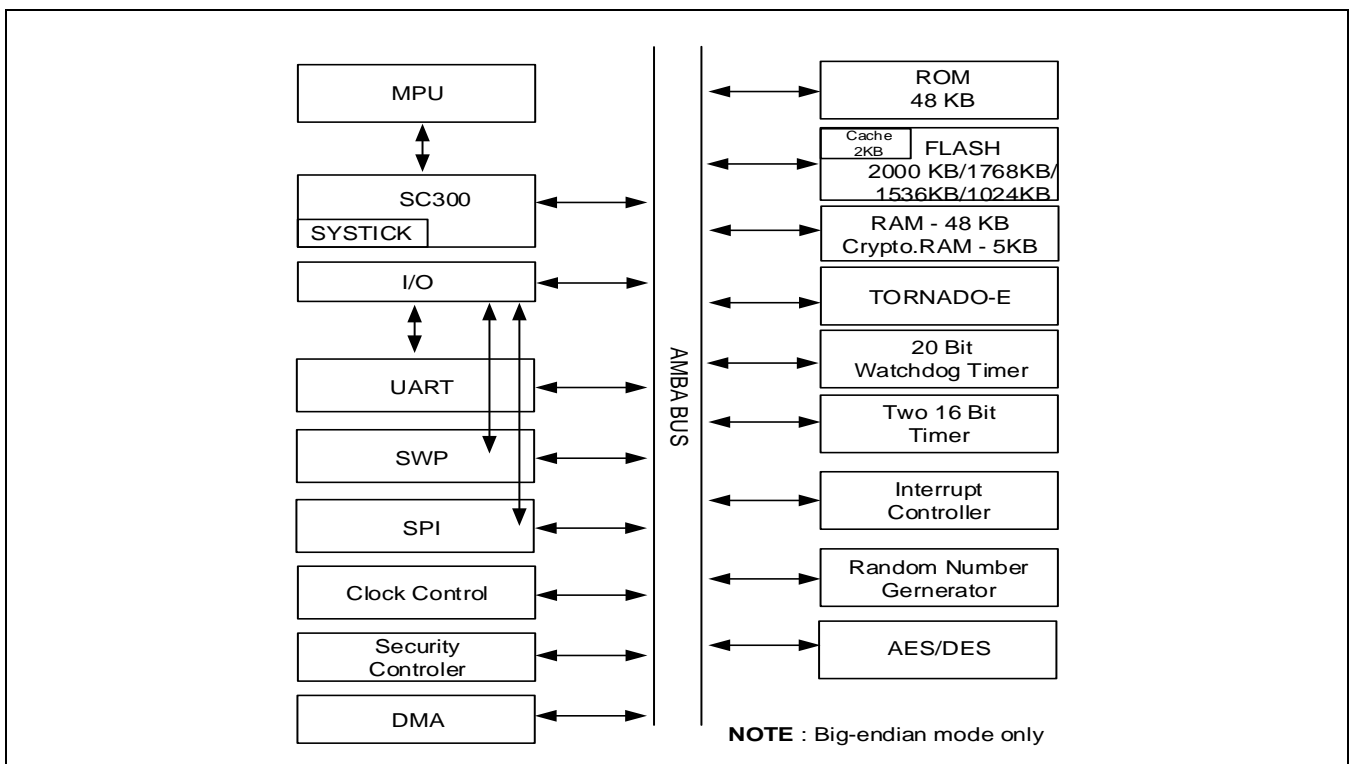 MPU
SC300
SYSTICK
I/O
UART
SWP
SPI
Clock Control
Security
Controler
DMA
AMBA BUS
ROM
48 KB
Cache
2KB
FLASH
2000 KB/1768KB/
1536KB/1024KB
RAM - 48 KB
Crypto.RAM - 5KB
TORNADO-E
20 Bit
Watchdog Timer
Two 16 Bit
Timer
Interrupt
Controller
Random Number
Gernerator
AES/DES
NOTE : Big-endian mode only